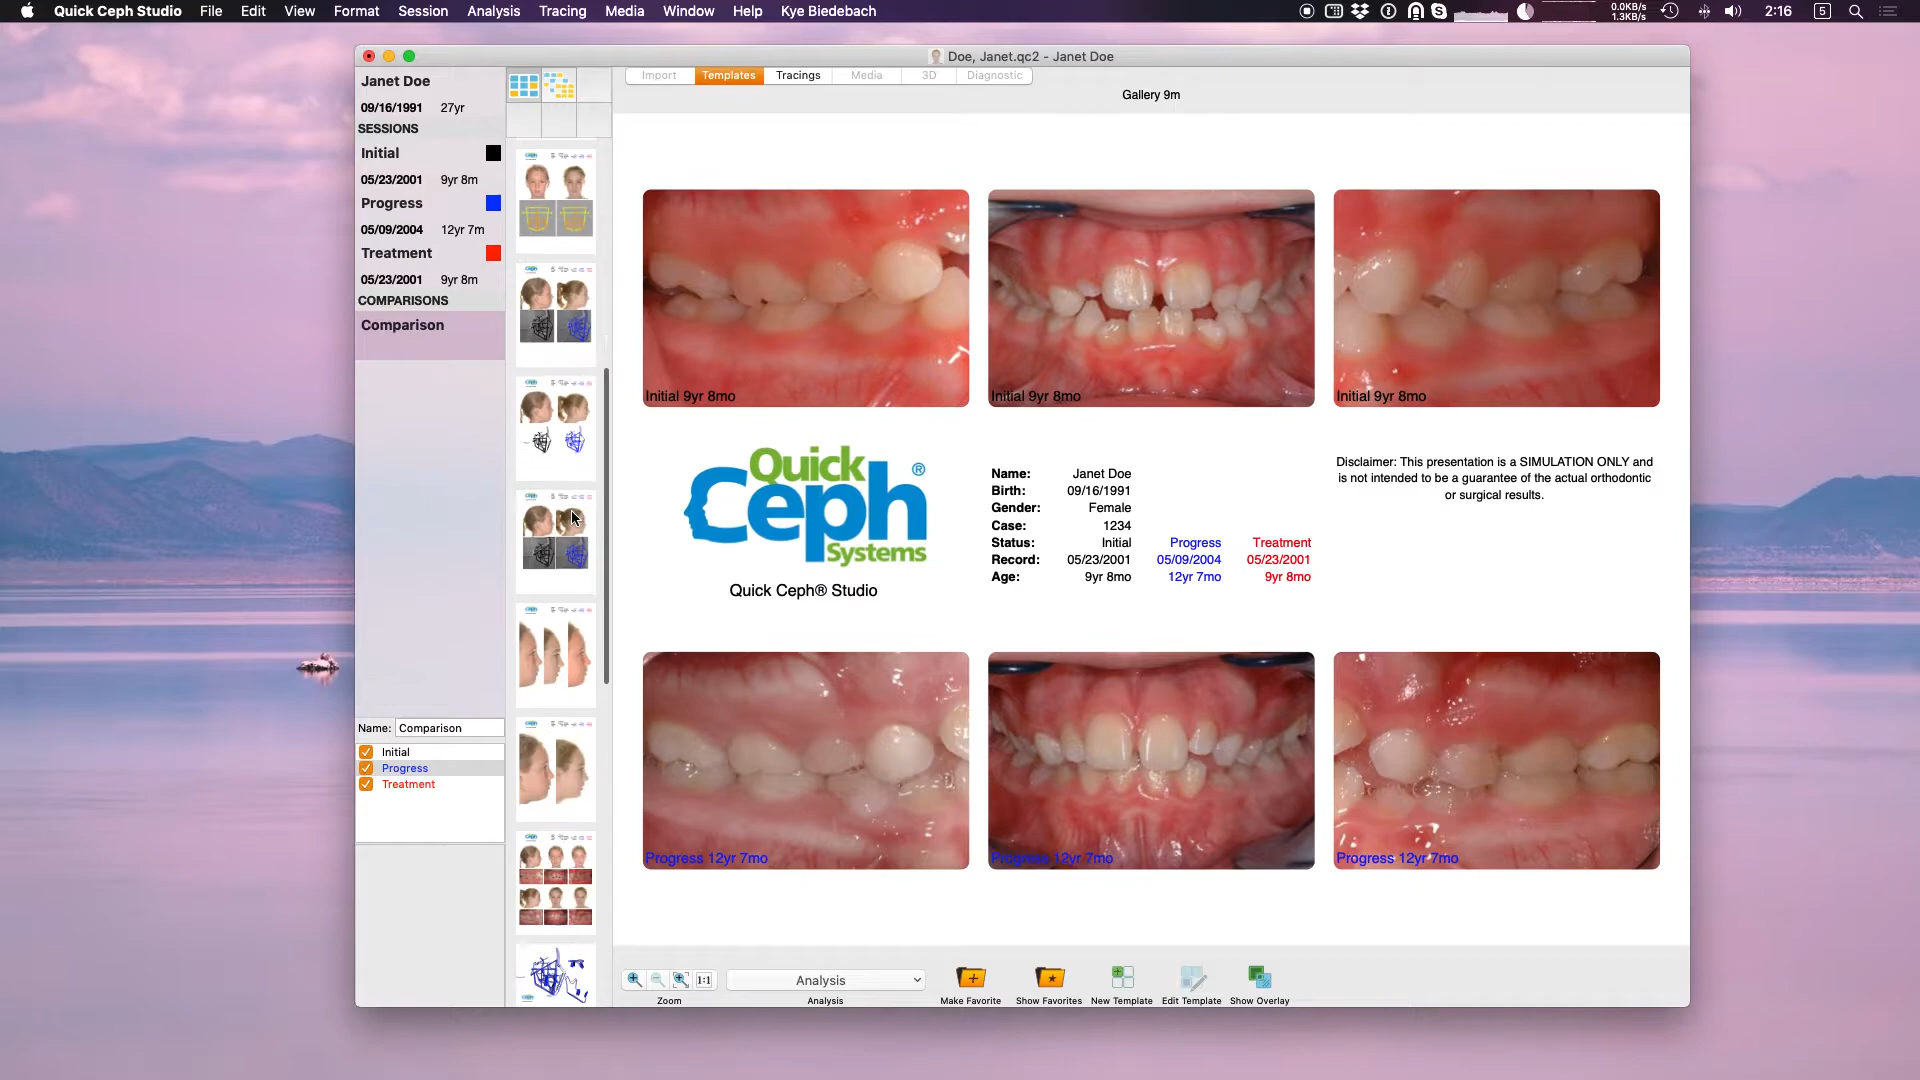 Quick Ceph Studio File Edit View Format Session Analysis Tracing Media Window Help Kye Biedebach
0.0KB/s
1.3KB/s
2:16
5
Doe, Janet.qc2 - Janet Doe
Janet Doe
09/16/1991 27yr
SESSIONS
Initial
05/23/2001 9yr 8m
Progress
05/09/2004 12yr 7m
Treatment
05/23/2001 9yr 8m
COMPARISONS
Comparison
Name: Comparison
Initial
Progress
Treatment
Import Templates Tracings Media 3D Diagnostic
Gallery 9m
Initial 9yr 8mo
Initial 9yr 8mo
Initial 9yr 8mo
Quick
Ceph®
Systems
Quick Ceph® Studio
Name: Janet Doe
Birth: 09/16/1991
Gender: Female
Case: 1234
Status: Initial Progress Treatment
Record: 05/23/2001 05/09/2004 05/23/2001
Age: 9yr 8mo 12yr 7mo 9yr 8mo
Disclaimer: This presentation is a SIMULATION ONLY and
is not intended to be a guarantee of the actual orthodontic
or surgical results.
Progress 12yr 7mo
Progress 12yr 7mo
Progress 12yr 7mo
1:1
Zoom
Analysis
Analysis
Make Favorite
Show Favorites
New Template
Edit Template
Show Overlay